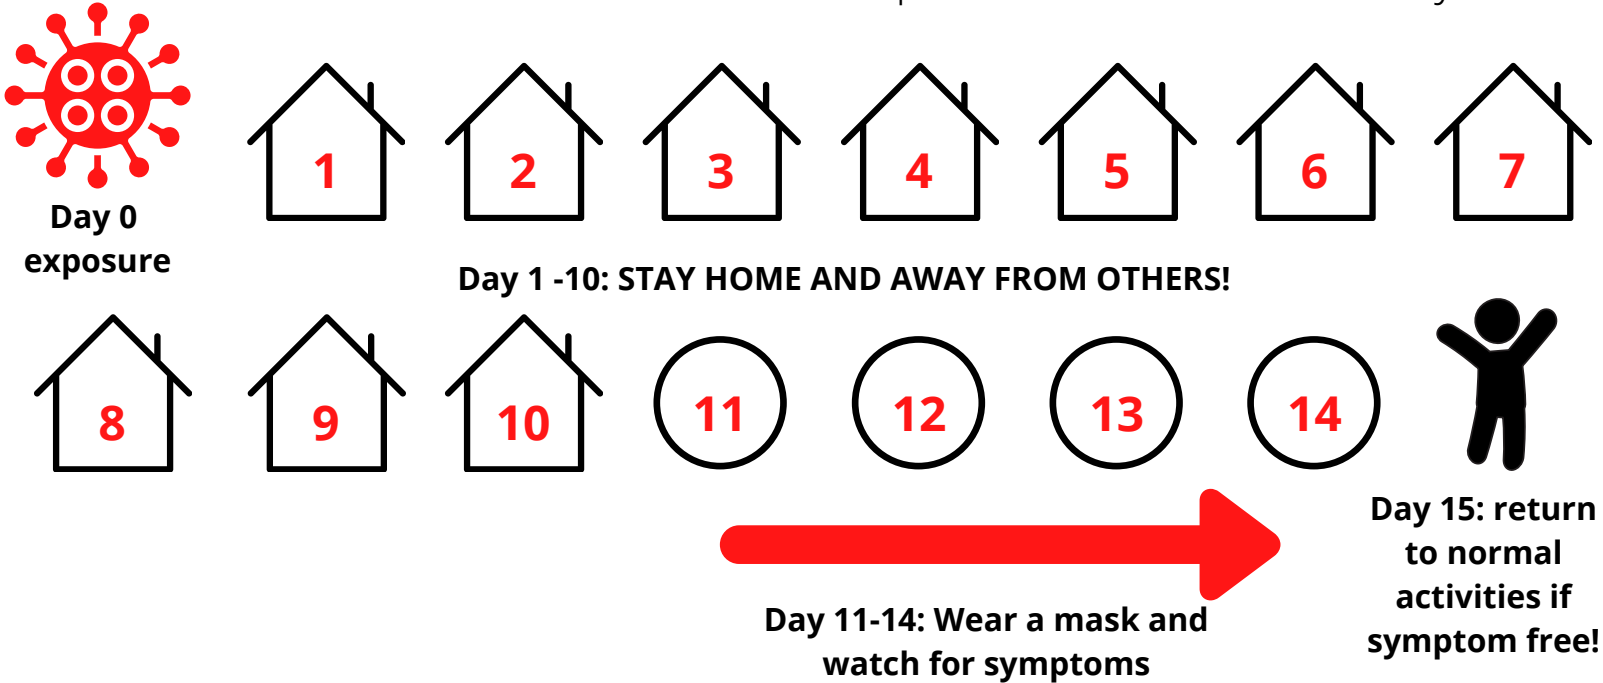 1 2 3 4 5 6 7
Day 0
exposure
Day 1 -10: STAY HOME AND AWAY FROM OTHERS!
8 9 10 11 12 13 14
Day 15: return
to normal
activities if
symptom free!
Day 11-14: Wear a mask and
watch for symptoms